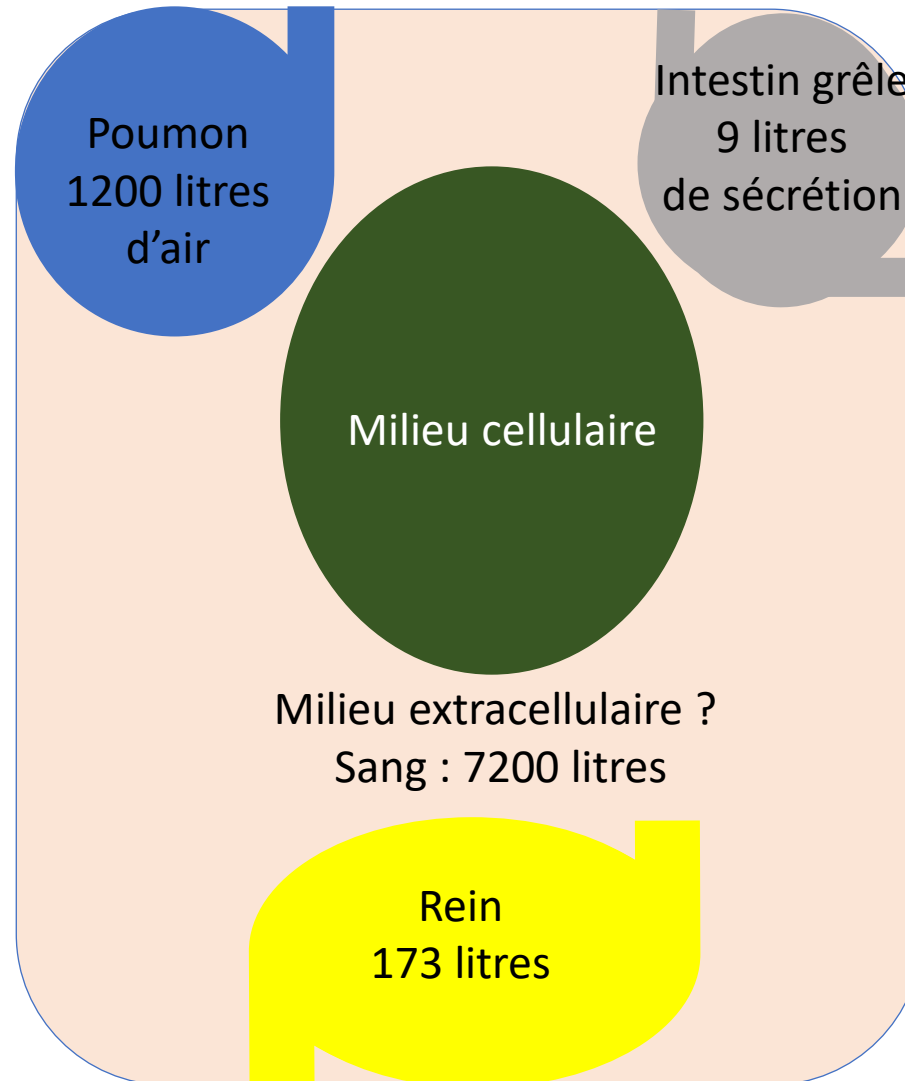 Poumon
1200 litres
d’air
Intestin grêle
9 litres
de sécrétion
Milieu cellulaire
Milieu extracellulaire ?
Sang : 7200 litres
Rein
173 litres